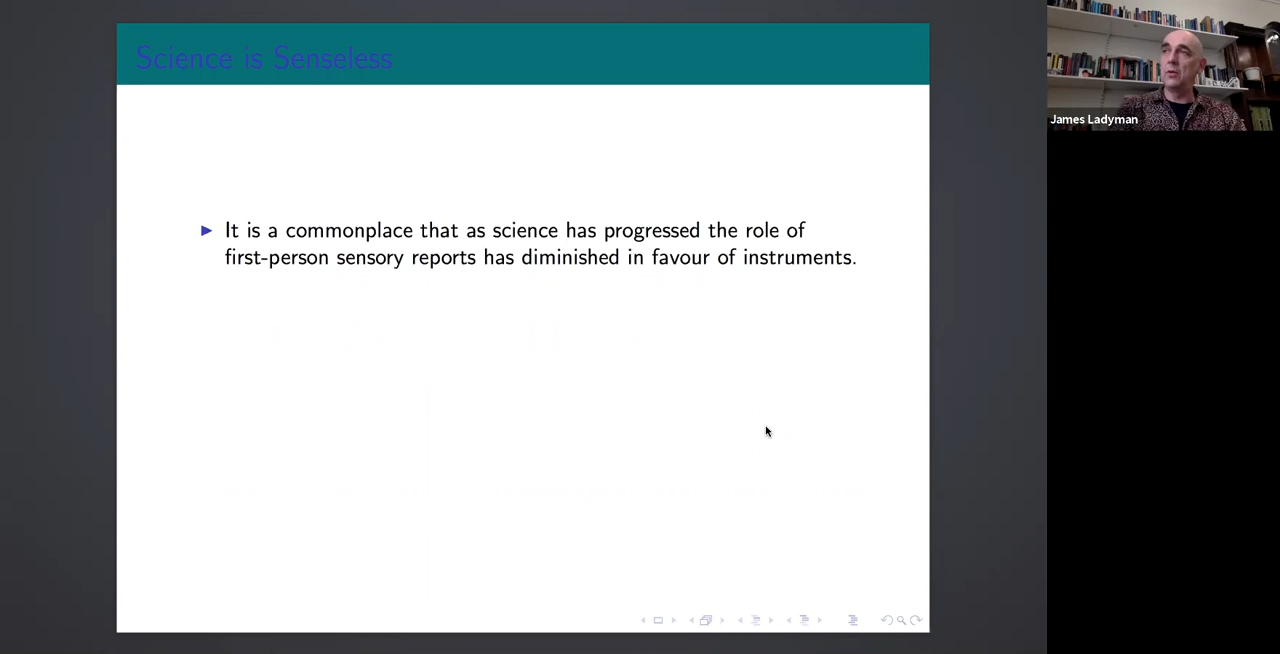 Science is Senseless
It is a commonplace that as science has progressed the role of
first-person sensory reports has diminished in favour of instruments.
James Ladyman